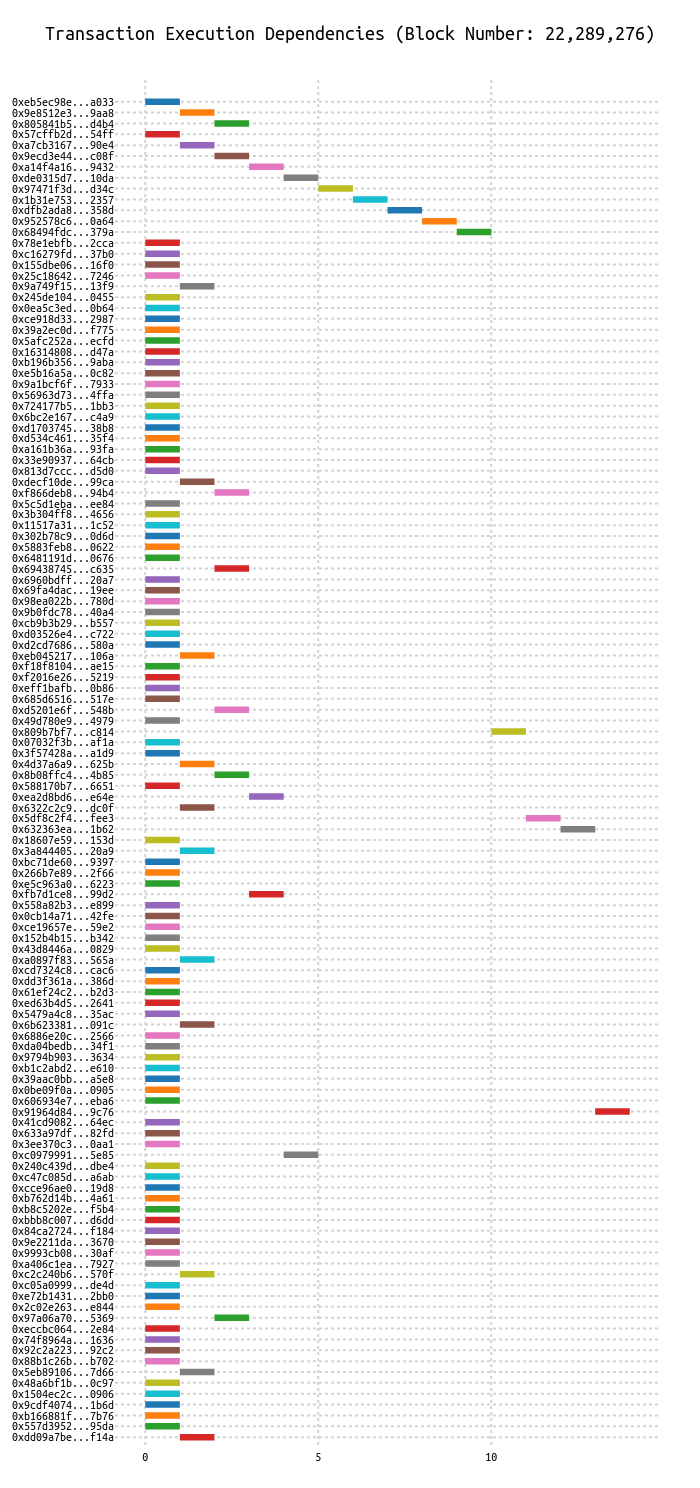 Transaction Execution Dependencies (Block Number: 22,289,276)
0xeb5ec98e...a033
0x9e8512e3...9aa8
0x805841b5...d4b4
0x57cffb2d...54ff
0xa7cb3167...90e4
0x9ecd3e44...c08f
0xa14f4a16...9432
0xde0315d7...10da
0x97471f3d...d34c
0x1b31e753...2357
0xdfb2ada8...358d
0x952578c6...0a64
0x68494fdc...379a
0x78e1ebfb...2cca
0xc16279fd...37b0
0x155dbe06...16f0
0x25c18642...7246
0x9a749f15...13f9
0x245de104...0455
0x0ea5c3ed...0b64
0xce918d33...2987
0x39a2ec0d...f775
0x5afc252a...ecfd
0x16314808...d47a
0xb196b356...9aba
0xe5b16a5a...0c82
0x9a1bcf6f...7933
0x56963d73...4ffa
0x724177b5...1bb3
0x6bc2e167...c4a9
0xd1703745...38b8
0xd534c461...35f4
0xa161b36a...93fa
0x33e90937...64cb
0x813d7ccc...d5d0
0xdecf10de...99ca
0xf866deb8...94b4
0x5c5d1eba...ee84
0x3b304ff8...4656
0x11517a31...1c52
0x302b78c9...0d6d
0x5883feb8...0622
0x6481191d...0676
0x69438745...c635
0x6960bdff...20a7
0x69fa4dac...19ee
0x98ea022b...780d
0x9b0fdc78...40a4
0xcb9b3b29...b557
0xd03526e4...c722
0xd2cd7686...580a
0xeb045217...106a
0xf18f8104...ae15
0xf2016e26...5219
0xeff1bafb...0b86
0x685d6516...517e
0xd5201e6f...548b
0x49d780e9...4979
0x809b7bf7...c814
0x07032f3b...af1a
0x3f57428a...a1d9
0x4d37a6a9...625b
0x8b08ffc4...4b85
0x588170b7...6651
0xea2d8bd6...e64e
0x6322c2c9...dc0f
0x5df8c2f4...fee3
0x632363ea...1b62
0x18607e59...153d
0x3a844405...20a9
0xbc71de60...9397
0x266b7e89...2f66
0xe5c963a0...6223
0xfb7d1ce8...99d2
0x558a82b3...e899
0x0cb14a71...42fe
0xce19657e...59e2
0x152b4b15...b342
0x43d8446a...0829
0xa0897f83...565a
0xcd7324c8...cac6
0xdd3f361a...386d
0x61ef24c2...b2d3
0xed63b4d5...2641
0x5479a4c8...35ac
0x6b623381...091c
0x6886e20c...2566
0xda04bedb...34f1
0x9794b903...3634
0xb1c2abd2...e610
0x39aac0bb...a5e8
0x0be09f0a...0905
0x606934e7...eba6
0x91964d84...9c76
0x41cd9082...64ec
0x633a97df...82fd
0x3ee370c3...0aa1
0xc0979991...5e85
0x240c439d...dbe4
0xc47c085d...a6ab
0xcce96ae0...19d8
0xb762d14b...4a61
0xb8c5202e...f5b4
0xbbb8c007...d6dd
0x84ca2724...f184
0x9e2211da...3670
0x9993cb08...30af
0xa406c1ea...7927
0xc2c240b6...570f
0xc05a0999...de4d
0xe72b1431...2bb0
0x2c02e263...e844
0x97a06a70...5369
0xeccbc064...2e84
0x74f8964a...1636
0x92c2a223...92c2
0x88b1c26b...b702
0x5eb89106...7d66
0x48a6bf1b...0c97
0x1504ec2c...0906
0x9cdf4074...1b6d
0xb166881f...7b76
0x557d3952...95da
0xdd09a7be...f14a
0 5 10